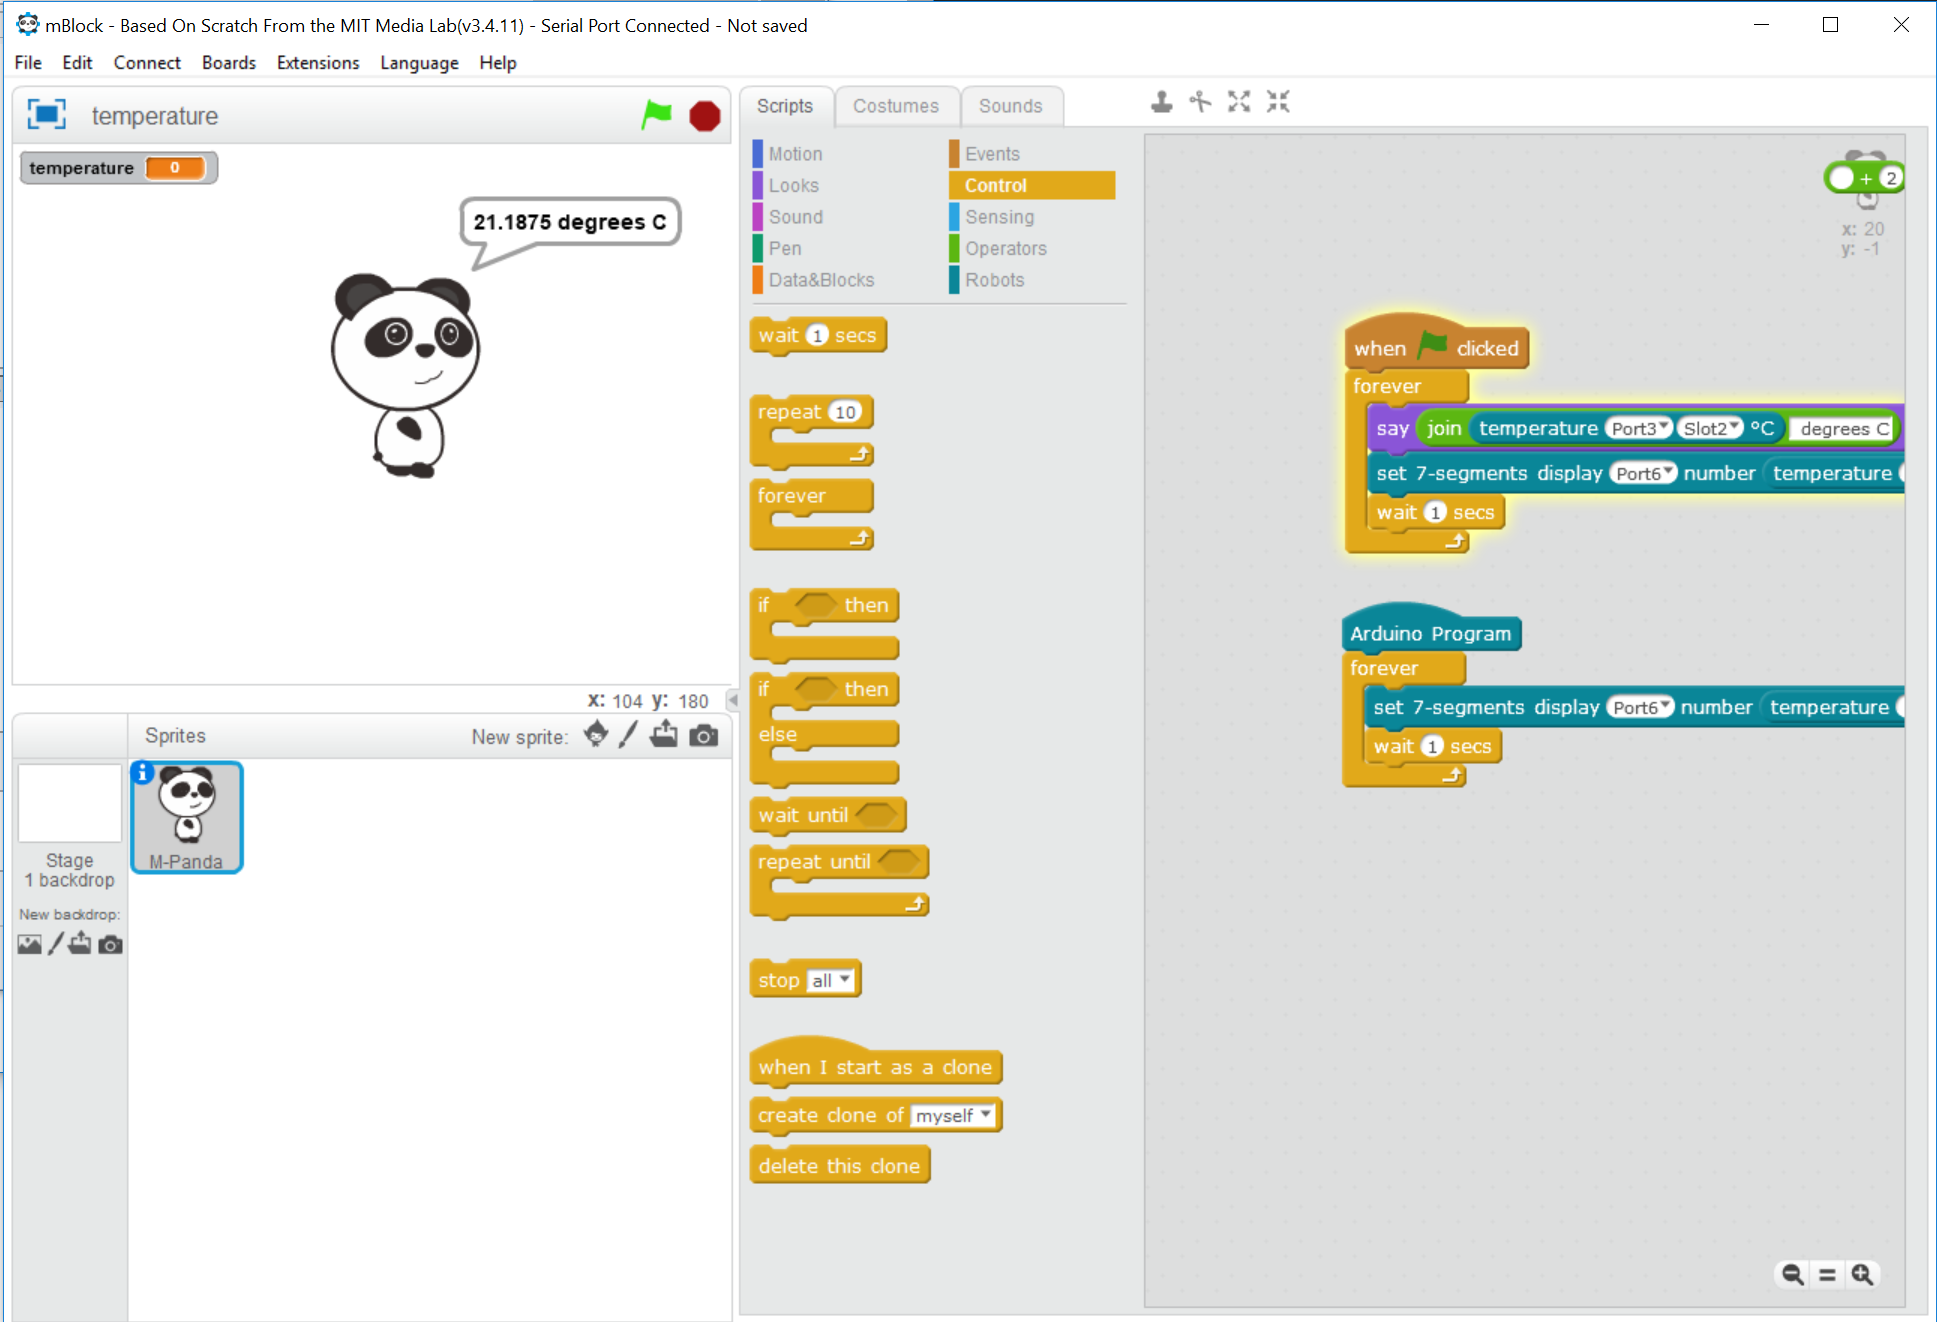 mBlock - Based On Scratch From the MIT Media Lab(v3.4.11) - Serial Port Connected - Not saved
File Edit Connect Boards Extensions Language Help
temperature
temperature 0
21.1875 degrees C
x: 104 y: 180
Sprites New sprite:
M-Panda
Stage
1 backdrop
New backdrop:
Scripts Costumes Sounds
Motion Events
Looks Control
Sound Sensing
Pen Operators
Data&Blocks Robots
wait 1 secs
repeat 10
forever
if then
if then
else
wait until
repeat until
stop all
when I start as a clone
create clone of myself
delete this clone
+ 2
x: 20
y: -1
when clicked
forever
say join temperature Port3 Slot2 °C degrees C
set 7-segments display Port6 number temperature
wait 1 secs
Arduino Program
forever
set 7-segments display Port6 number temperature
wait 1 secs